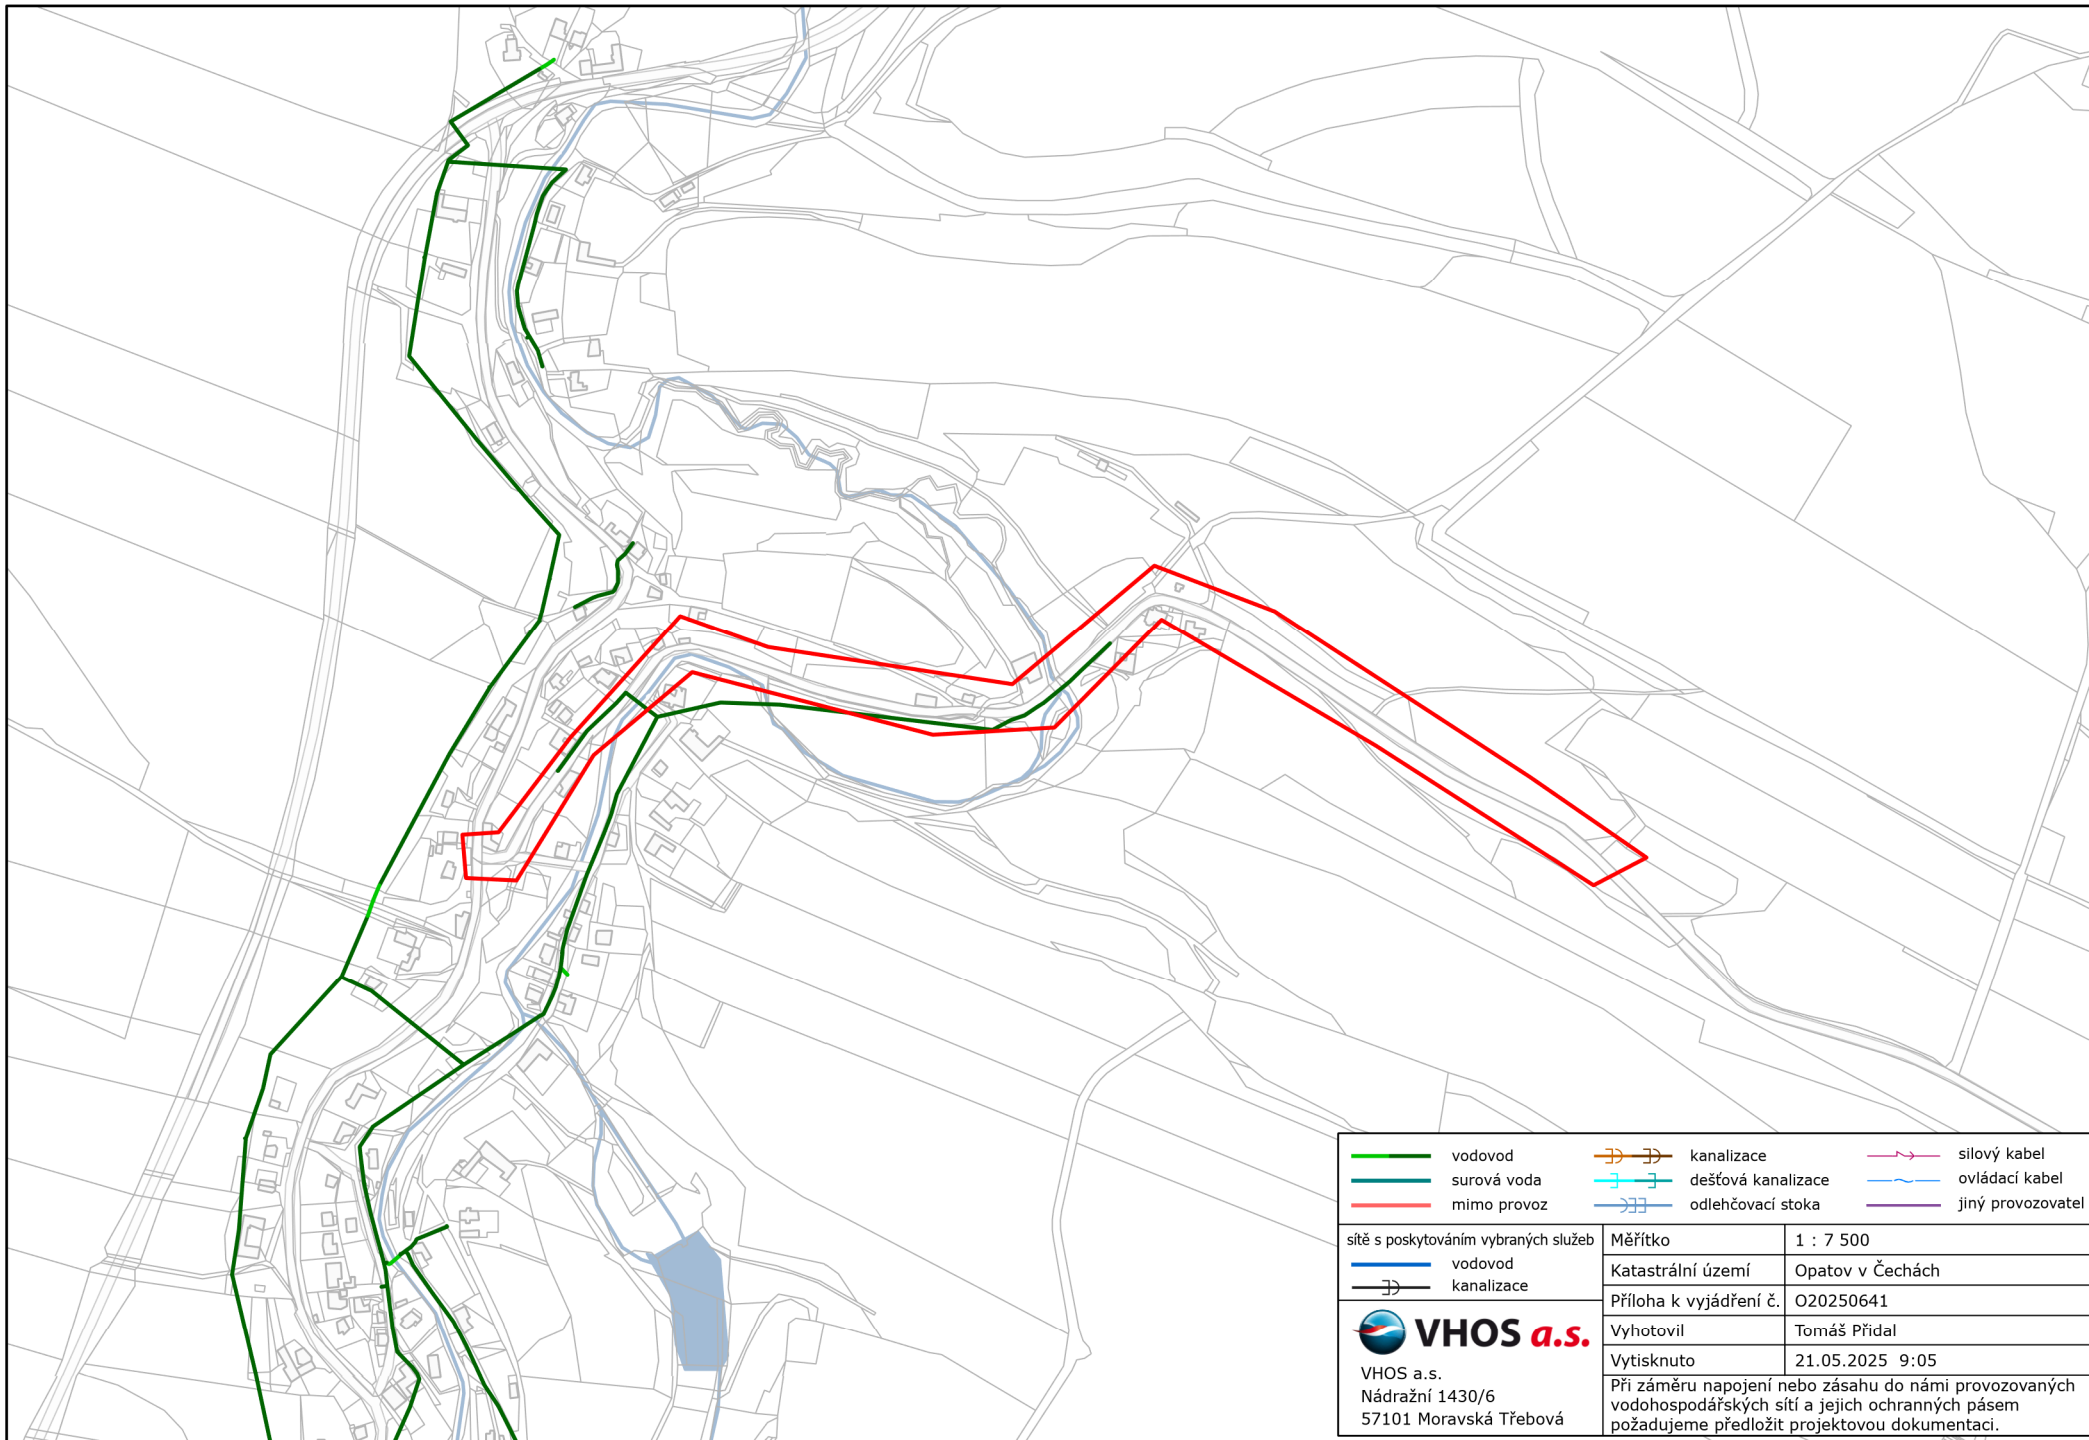 vodovod
surová voda
mimo provoz
kanalizace
dešťová kanalizace
odlehčovací stoka
silový kabel
ovládací kabel
jiný provozovatel
sítě s poskytováním vybraných služeb
vodovod
kanalizace
VHOS a.s.
VHOS a.s.
Nádražní 1430/6
57101 Moravská Třebová
Měřítko 1 : 7 500
Katastrální území Opatov v Čechách
Příloha k vyjádření č. O20250641
Vyhotovil Tomáš Přidal
Vytisknuto 21.05.2025 9:05
Při záměru napojení nebo zásahu do námi provozovaných
vodohospodářských sítí a jejich ochranných pásem
požadujeme předložit projektovou dokumentaci.